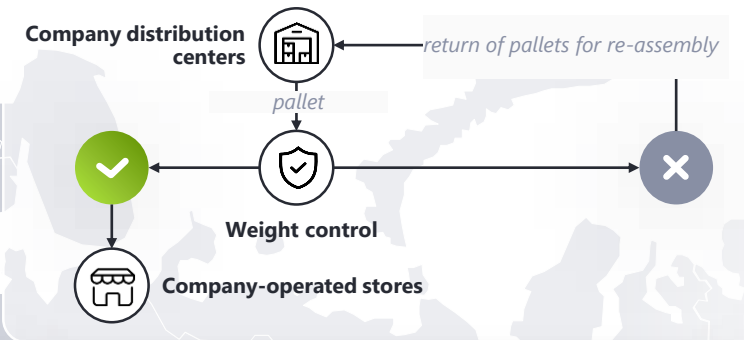 Company distribution
centers
return of pallets for re-assembly
pallet
Weight control
Company-operated stores